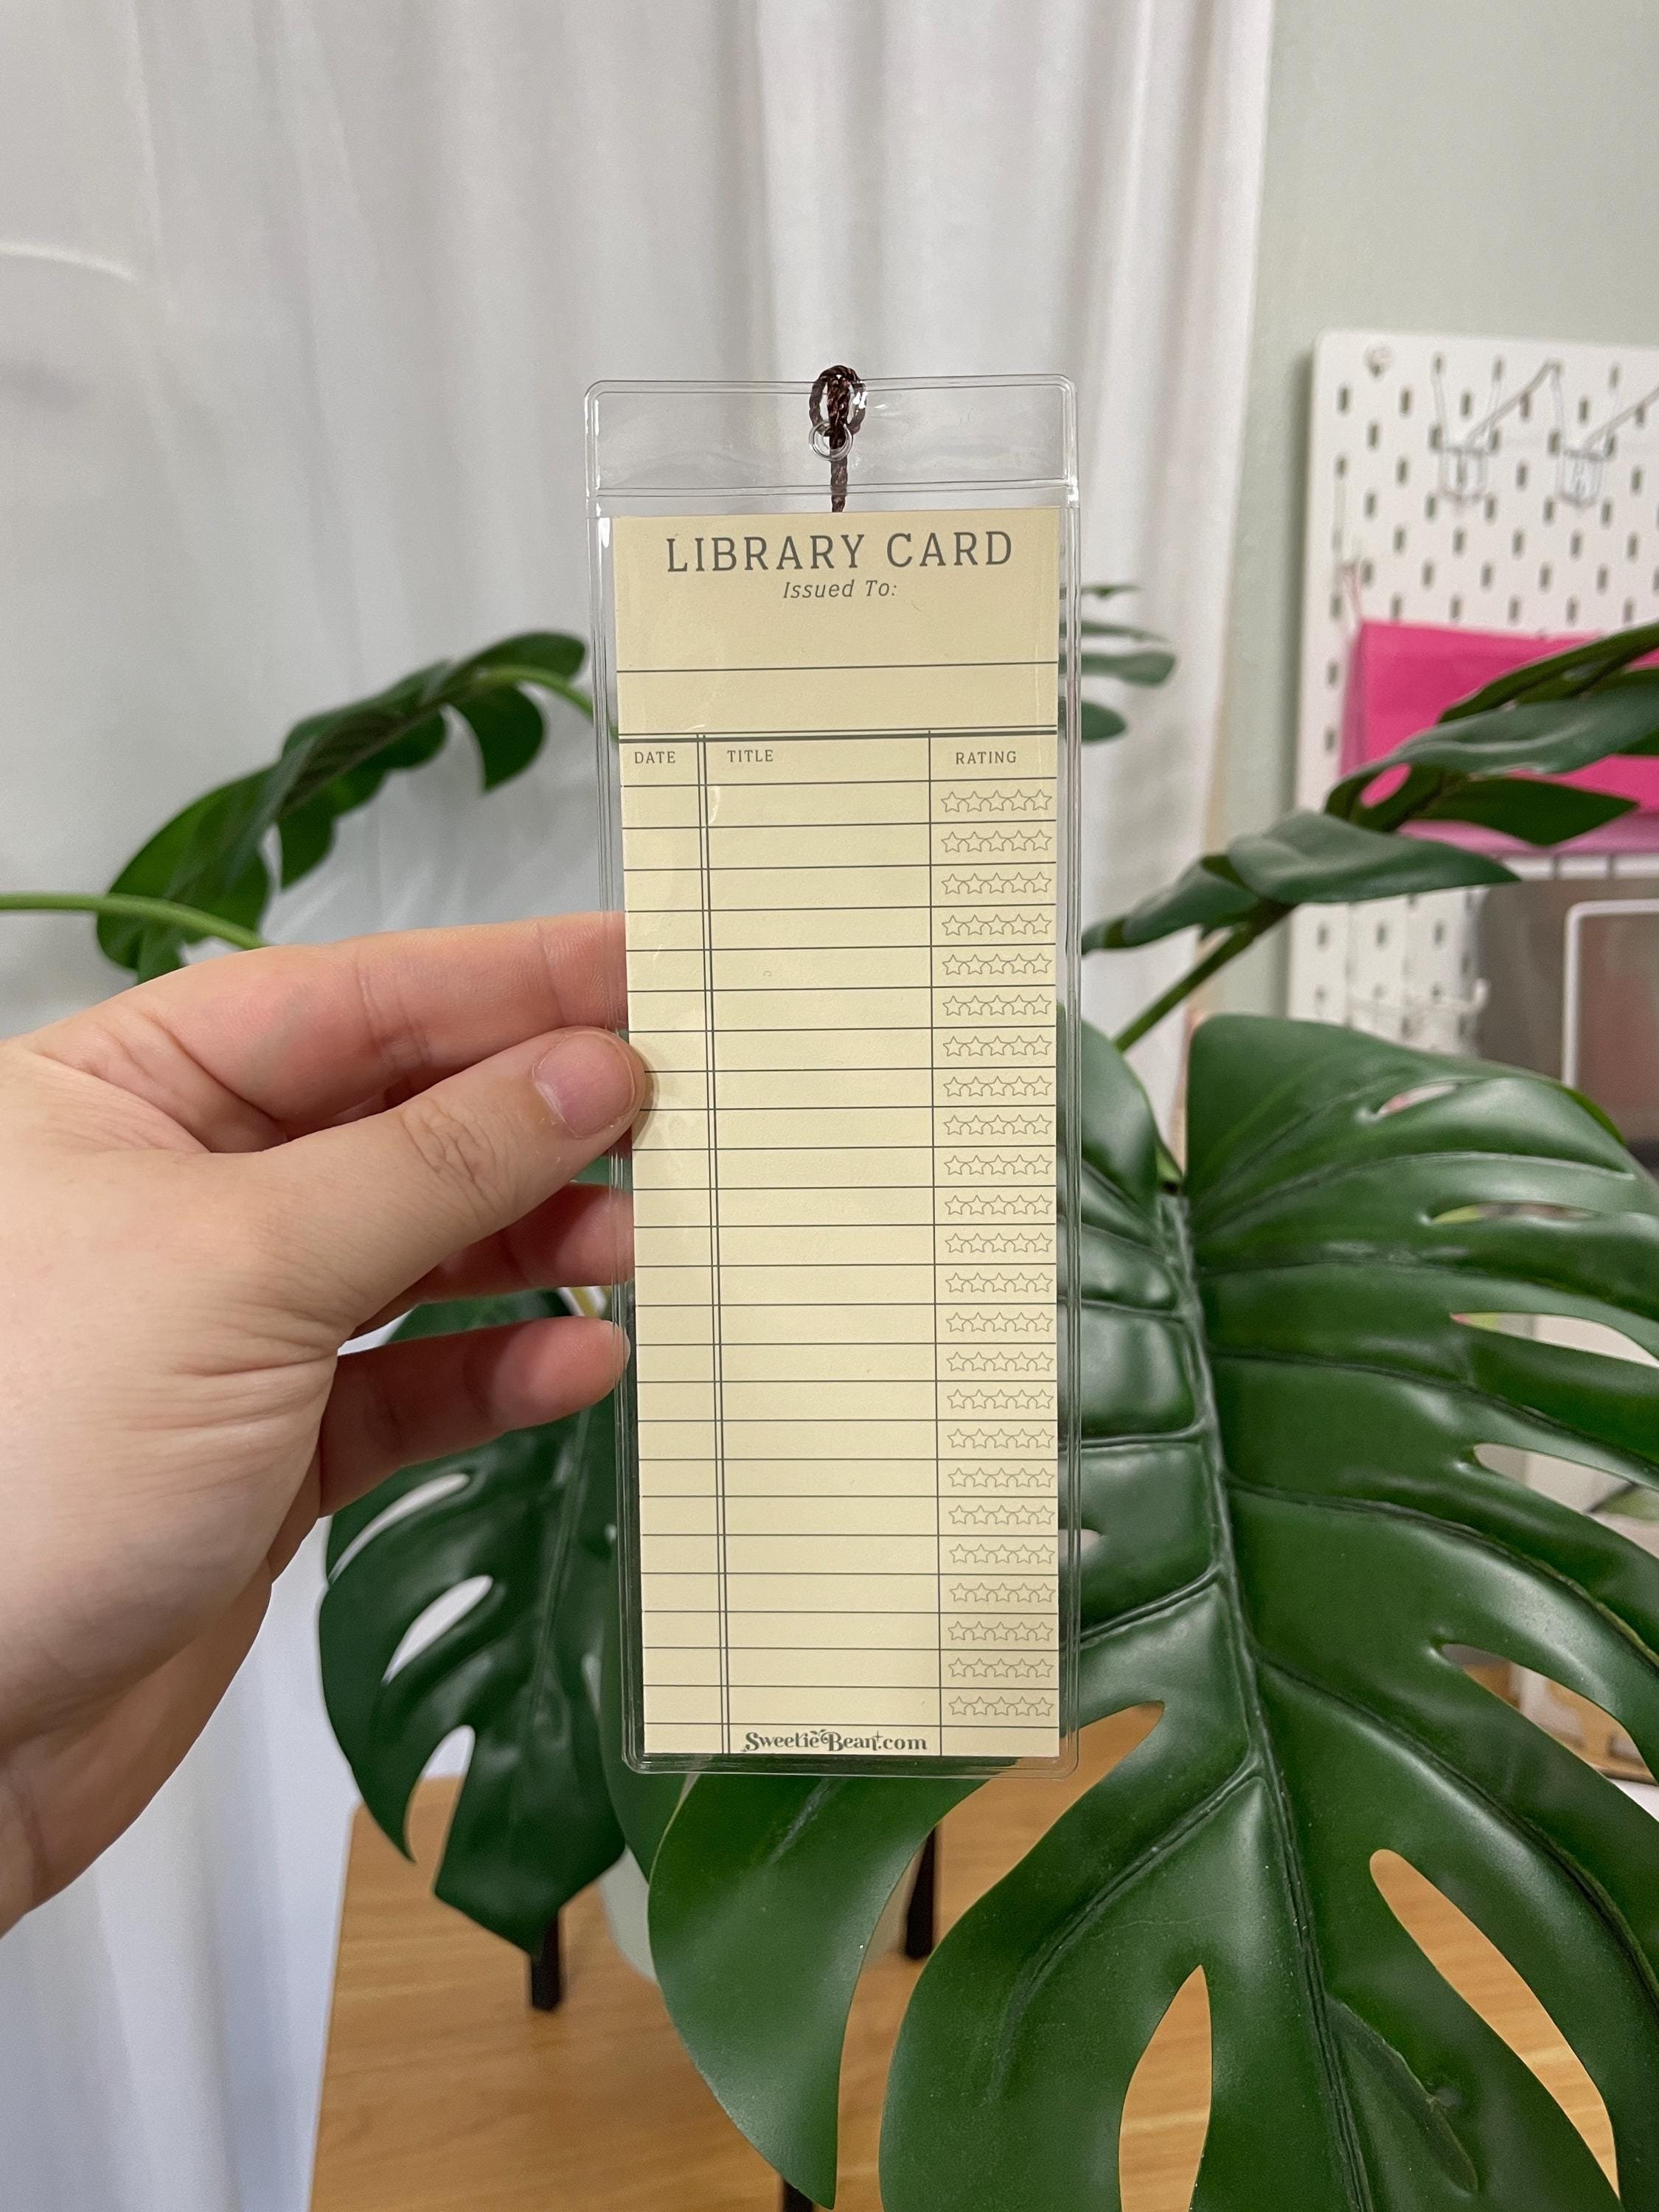 LIBRARY CARD
Issued To:
DATE TITLE RATING
SweetieBean.com